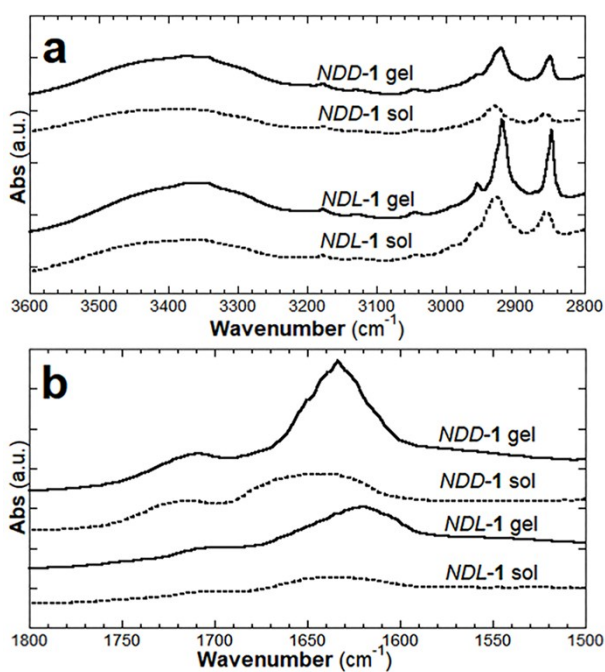 a
NDD-1 gel
NDD-1 sol
NDL-1 gel
NDL-1 sol
Abs (a.u.)
3600 3500 3400 3300 3200 3100 3000 2900 2800
Wavenumber (cm⁻¹)
b
NDD-1 gel
NDD-1 sol
NDL-1 gel
NDL-1 sol
Abs (a.u.)
1800 1750 1700 1650 1600 1550 1500
Wavenumber (cm⁻¹)